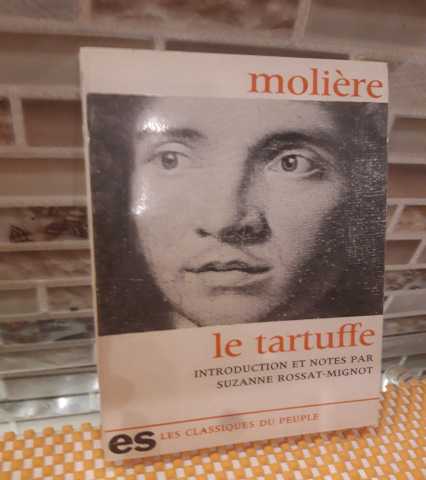 molière
le tartuffe
INTRODUCTION ET NOTES PAR
SUZANNE ROSSAT-MIGNOT
es LES CLASSIQUES DU PEUPLE